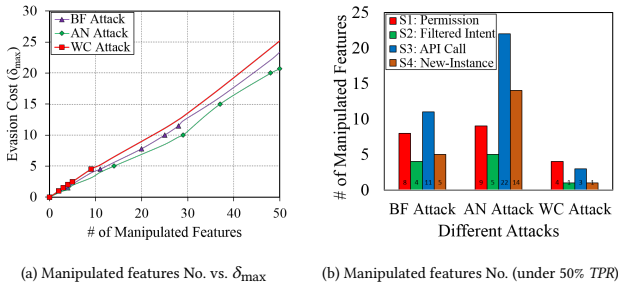 (a)
(b)
30
25
20
15
10
5
0
Evasion Cost (δmax)
BF Attack
AN Attack
WC Attack
0 10 20 30 40 50
# of Manipulated Features
25
20
15
10
5
0
# of Manipulated Features
S1: Permission
S2: Filtered Intent
S3: API Call
S4: New-Instance
8 4 11 5 9 5 22 14 4 1 3 1
BF Attack AN Attack WC Attack
Different Attacks
(a) Manipulated features No. vs. δmax
(b) Manipulated features No. (under 50% TPR)